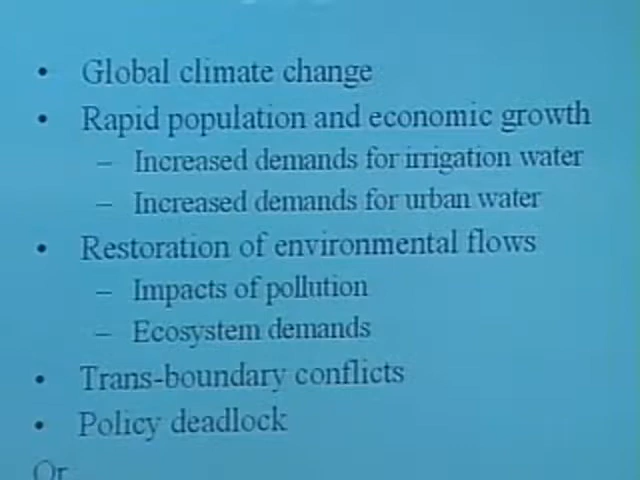 • Global climate change
• Rapid population and economic growth
– Increased demands for irrigation water
– Increased demands for urban water
• Restoration of environmental flows
– Impacts of pollution
– Ecosystem demands
• Trans-boundary conflicts
• Policy deadlock
Or